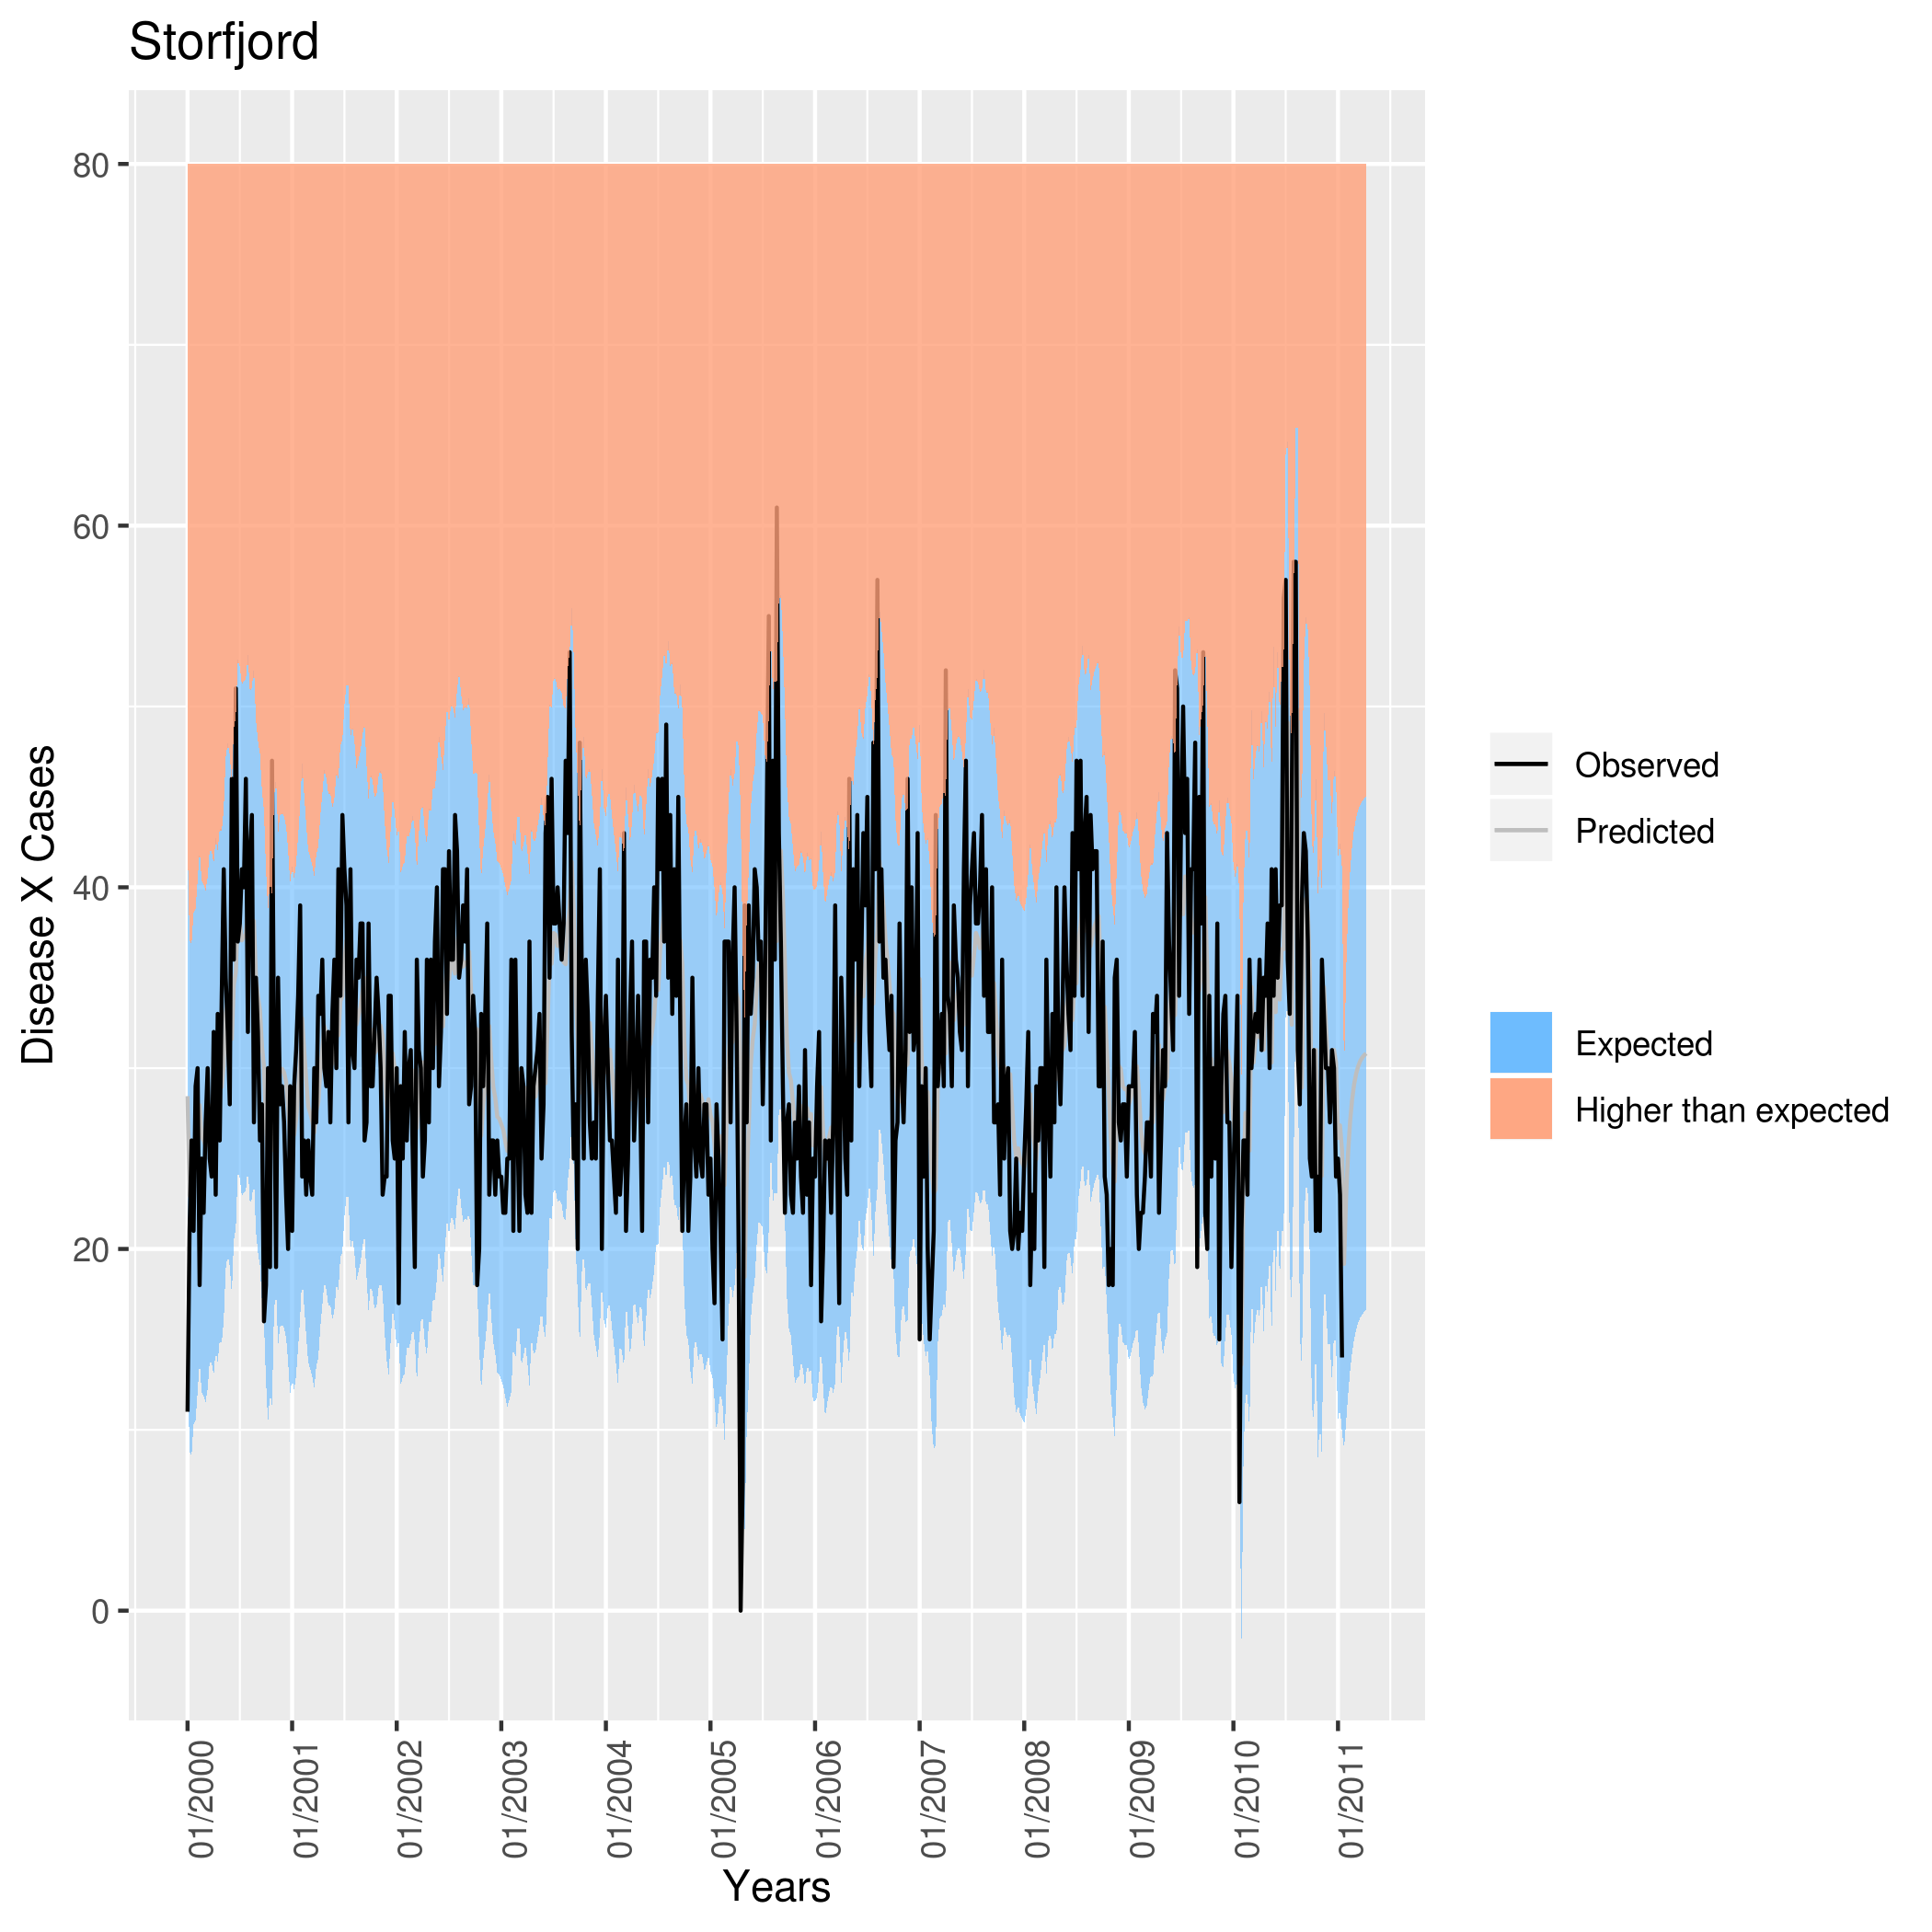 Storfjord
Disease X Cases
80
60
40
20
0
01/2000
01/2001
01/2002
01/2003
01/2004
01/2005
01/2006
01/2007
01/2008
01/2009
01/2010
01/2011
Years
Observed
Predicted
Expected
Higher than expected